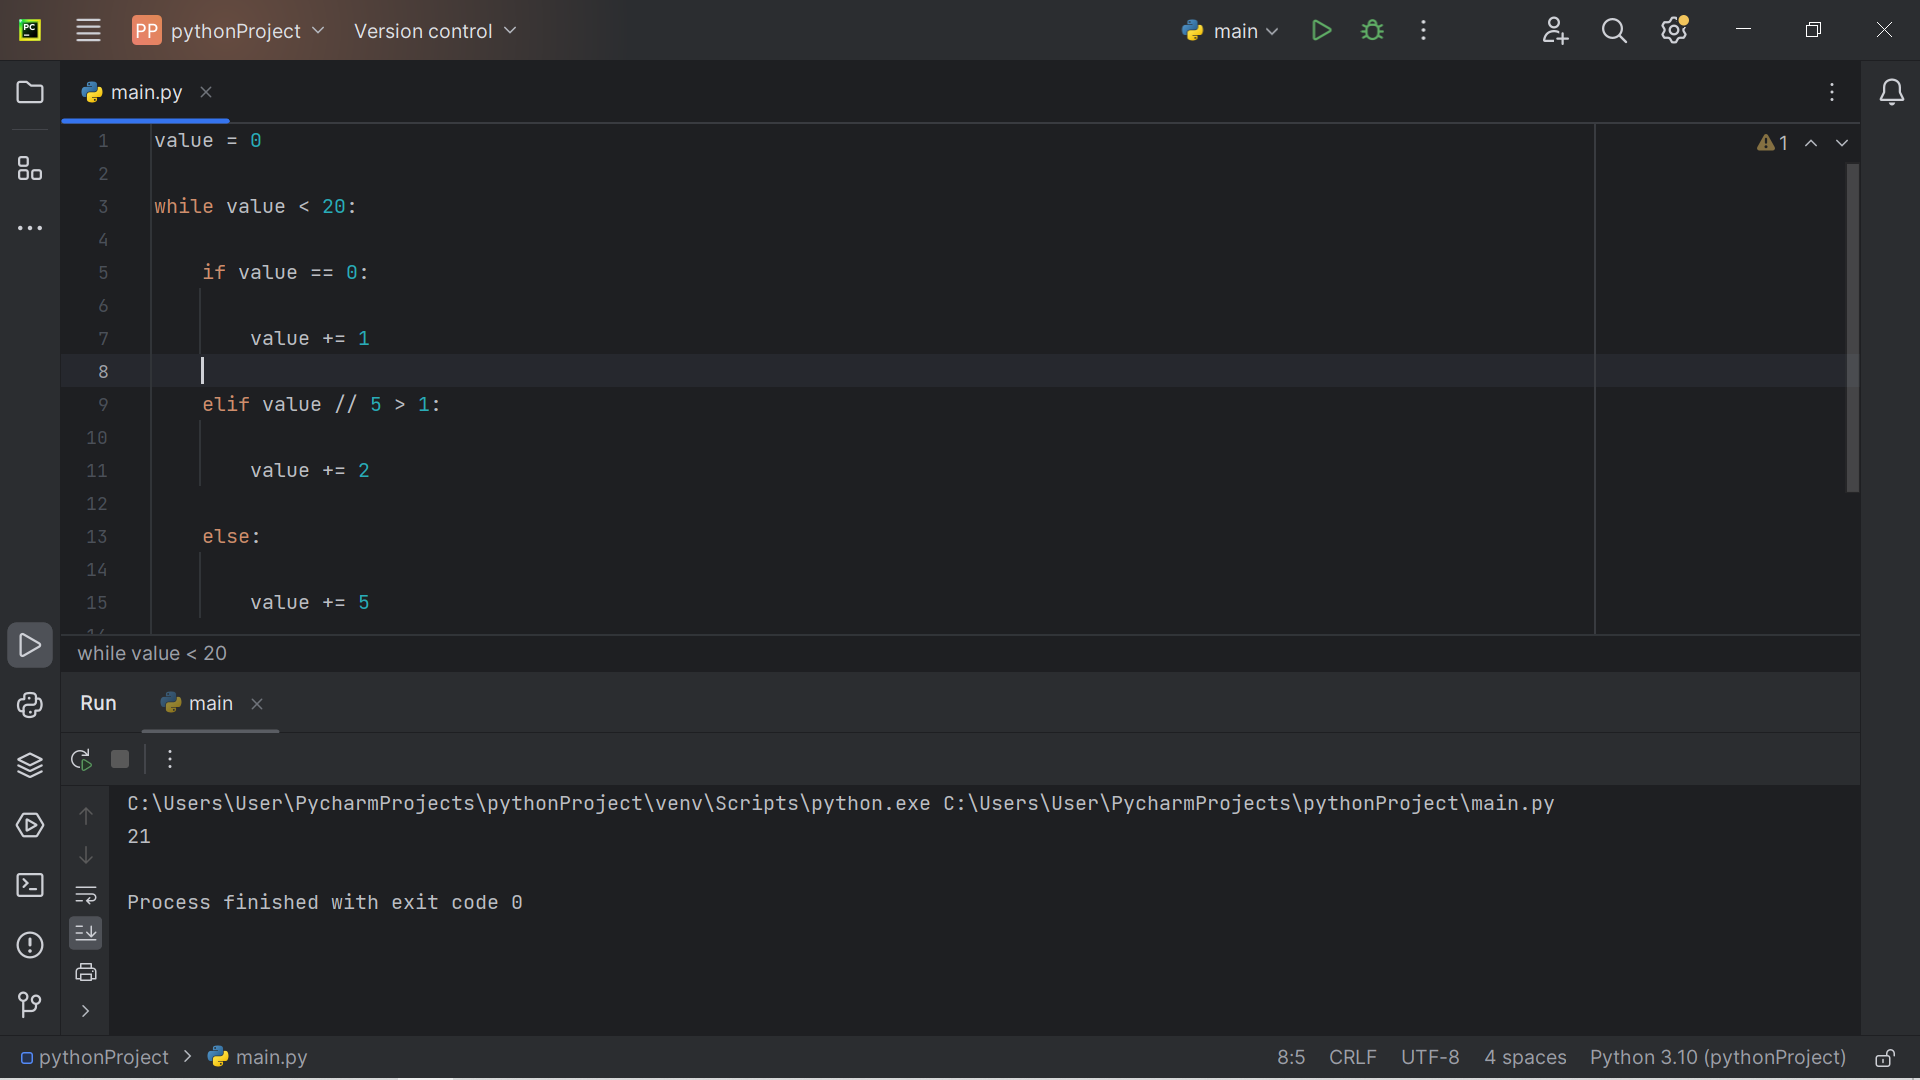 PC
PP pythonProject Version control main
main.py
1 value = 0
2
3 while value < 20:
4
5 if value == 0:
6
7 value += 1
8
9 elif value // 5 > 1:
10
11 value += 2
12
13 else:
14
15 value += 5
16
1
while value < 20
Run main
C:\Users\User\PycharmProjects\pythonProject\venv\Scripts\python.exe C:\Users\User\PycharmProjects\pythonProject\main.py
21
Process finished with exit code 0
pythonProject > main.py 8:5 CRLF UTF-8 4 spaces Python 3.10 (pythonProject)